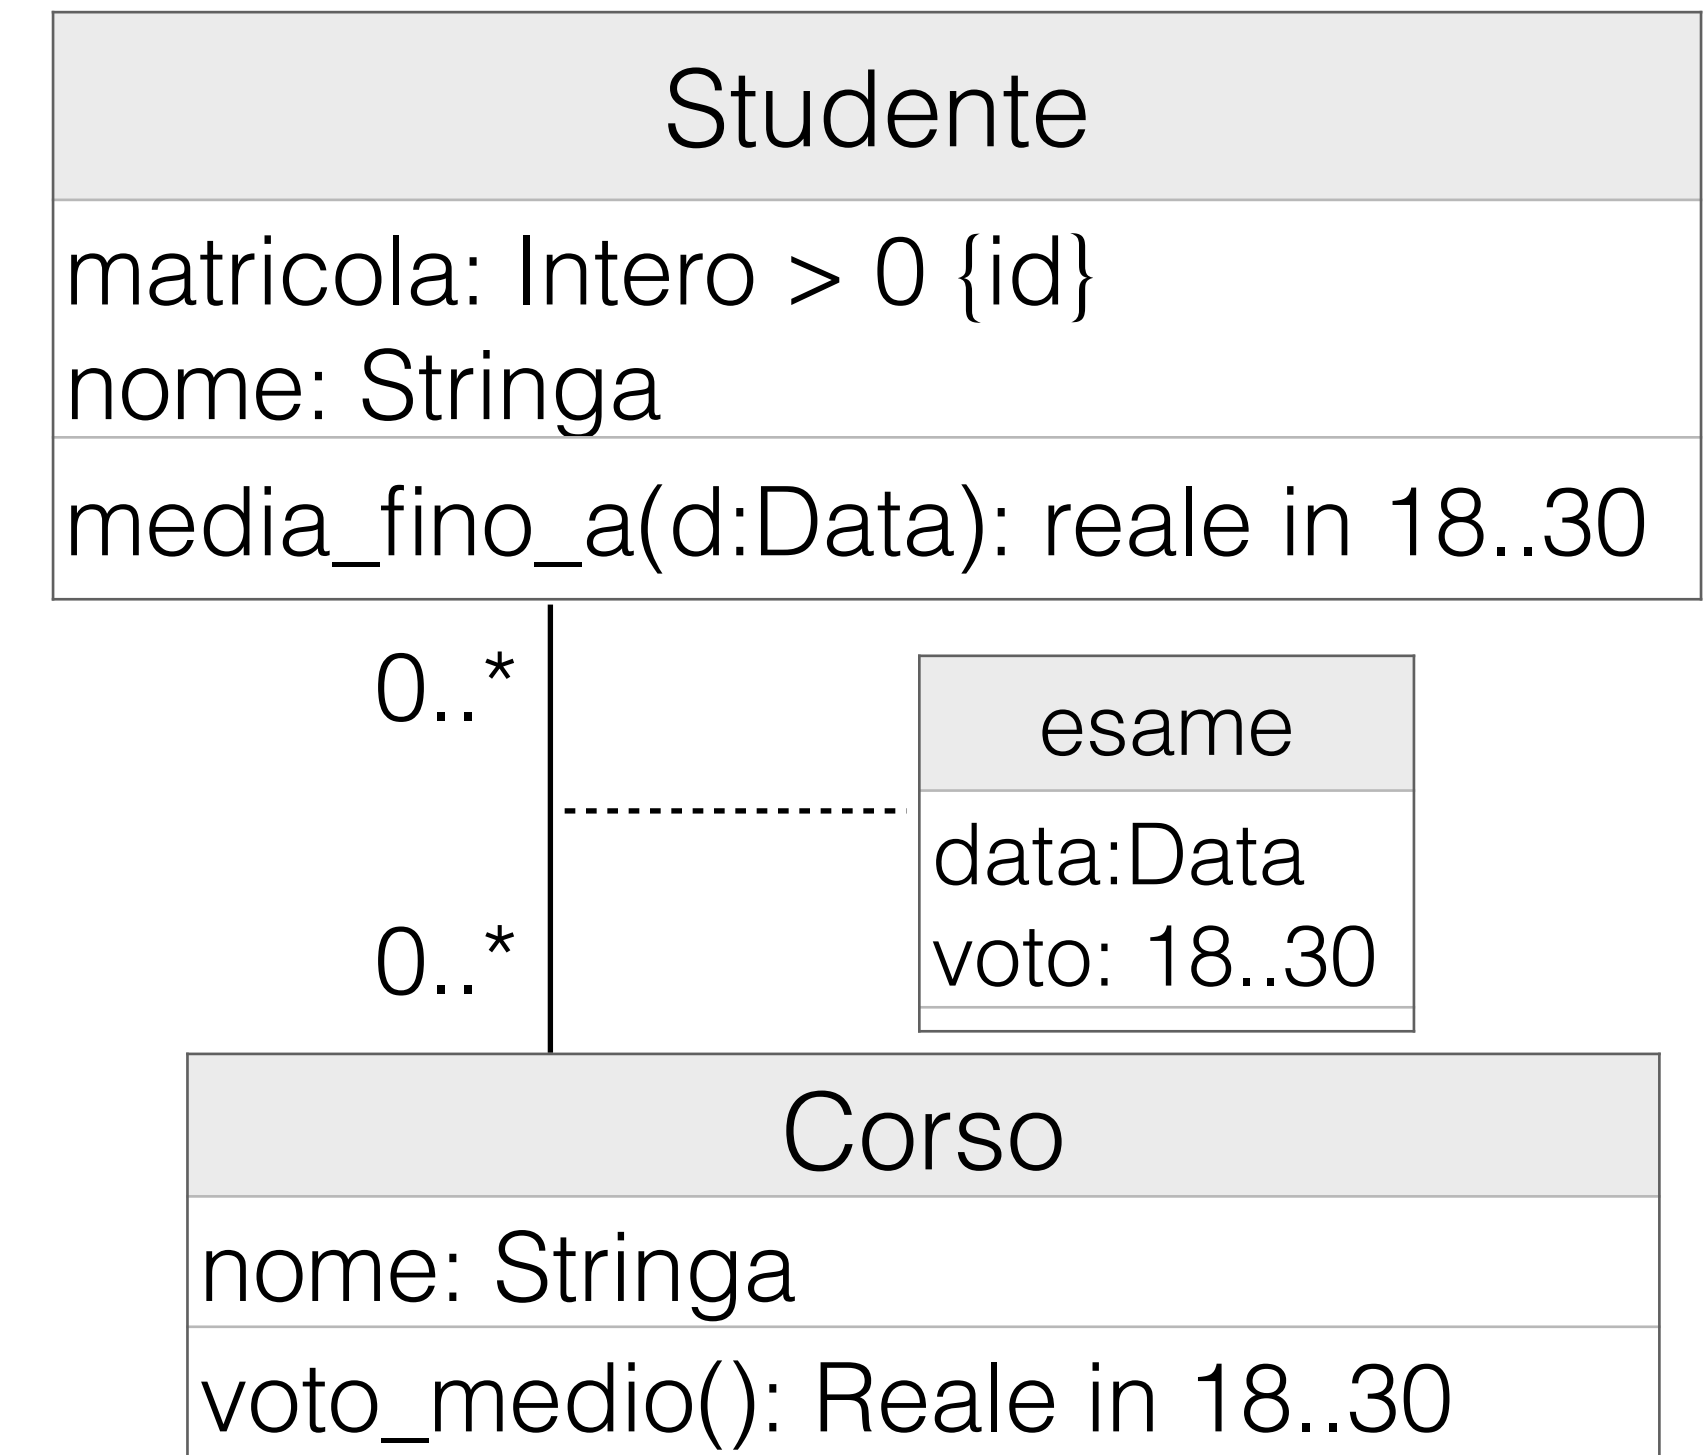 Studente
matricola: Intero > 0 {id}
nome: Stringa
media_fino_a(d:Data): reale in 18..30
0..*
esame
data:Data
voto: 18..30
0..*
Corso
nome: Stringa
voto_medio(): Reale in 18..30